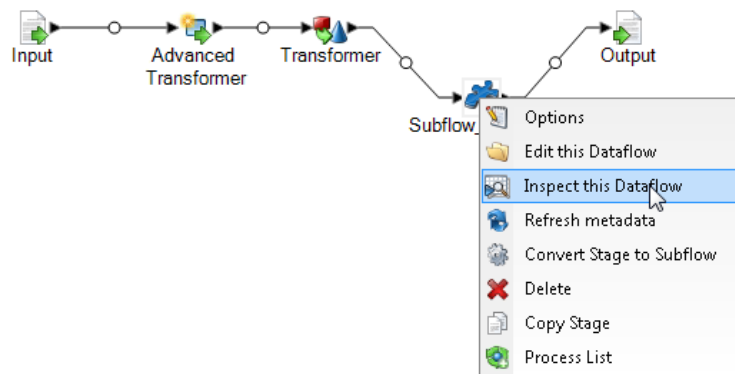 Input
Advanced
Transformer
Transformer
Output
Subflow_
Options
Edit this Dataflow
Inspect this Dataflow
Refresh metadata
Convert Stage to Subflow
Delete
Copy Stage
Process List